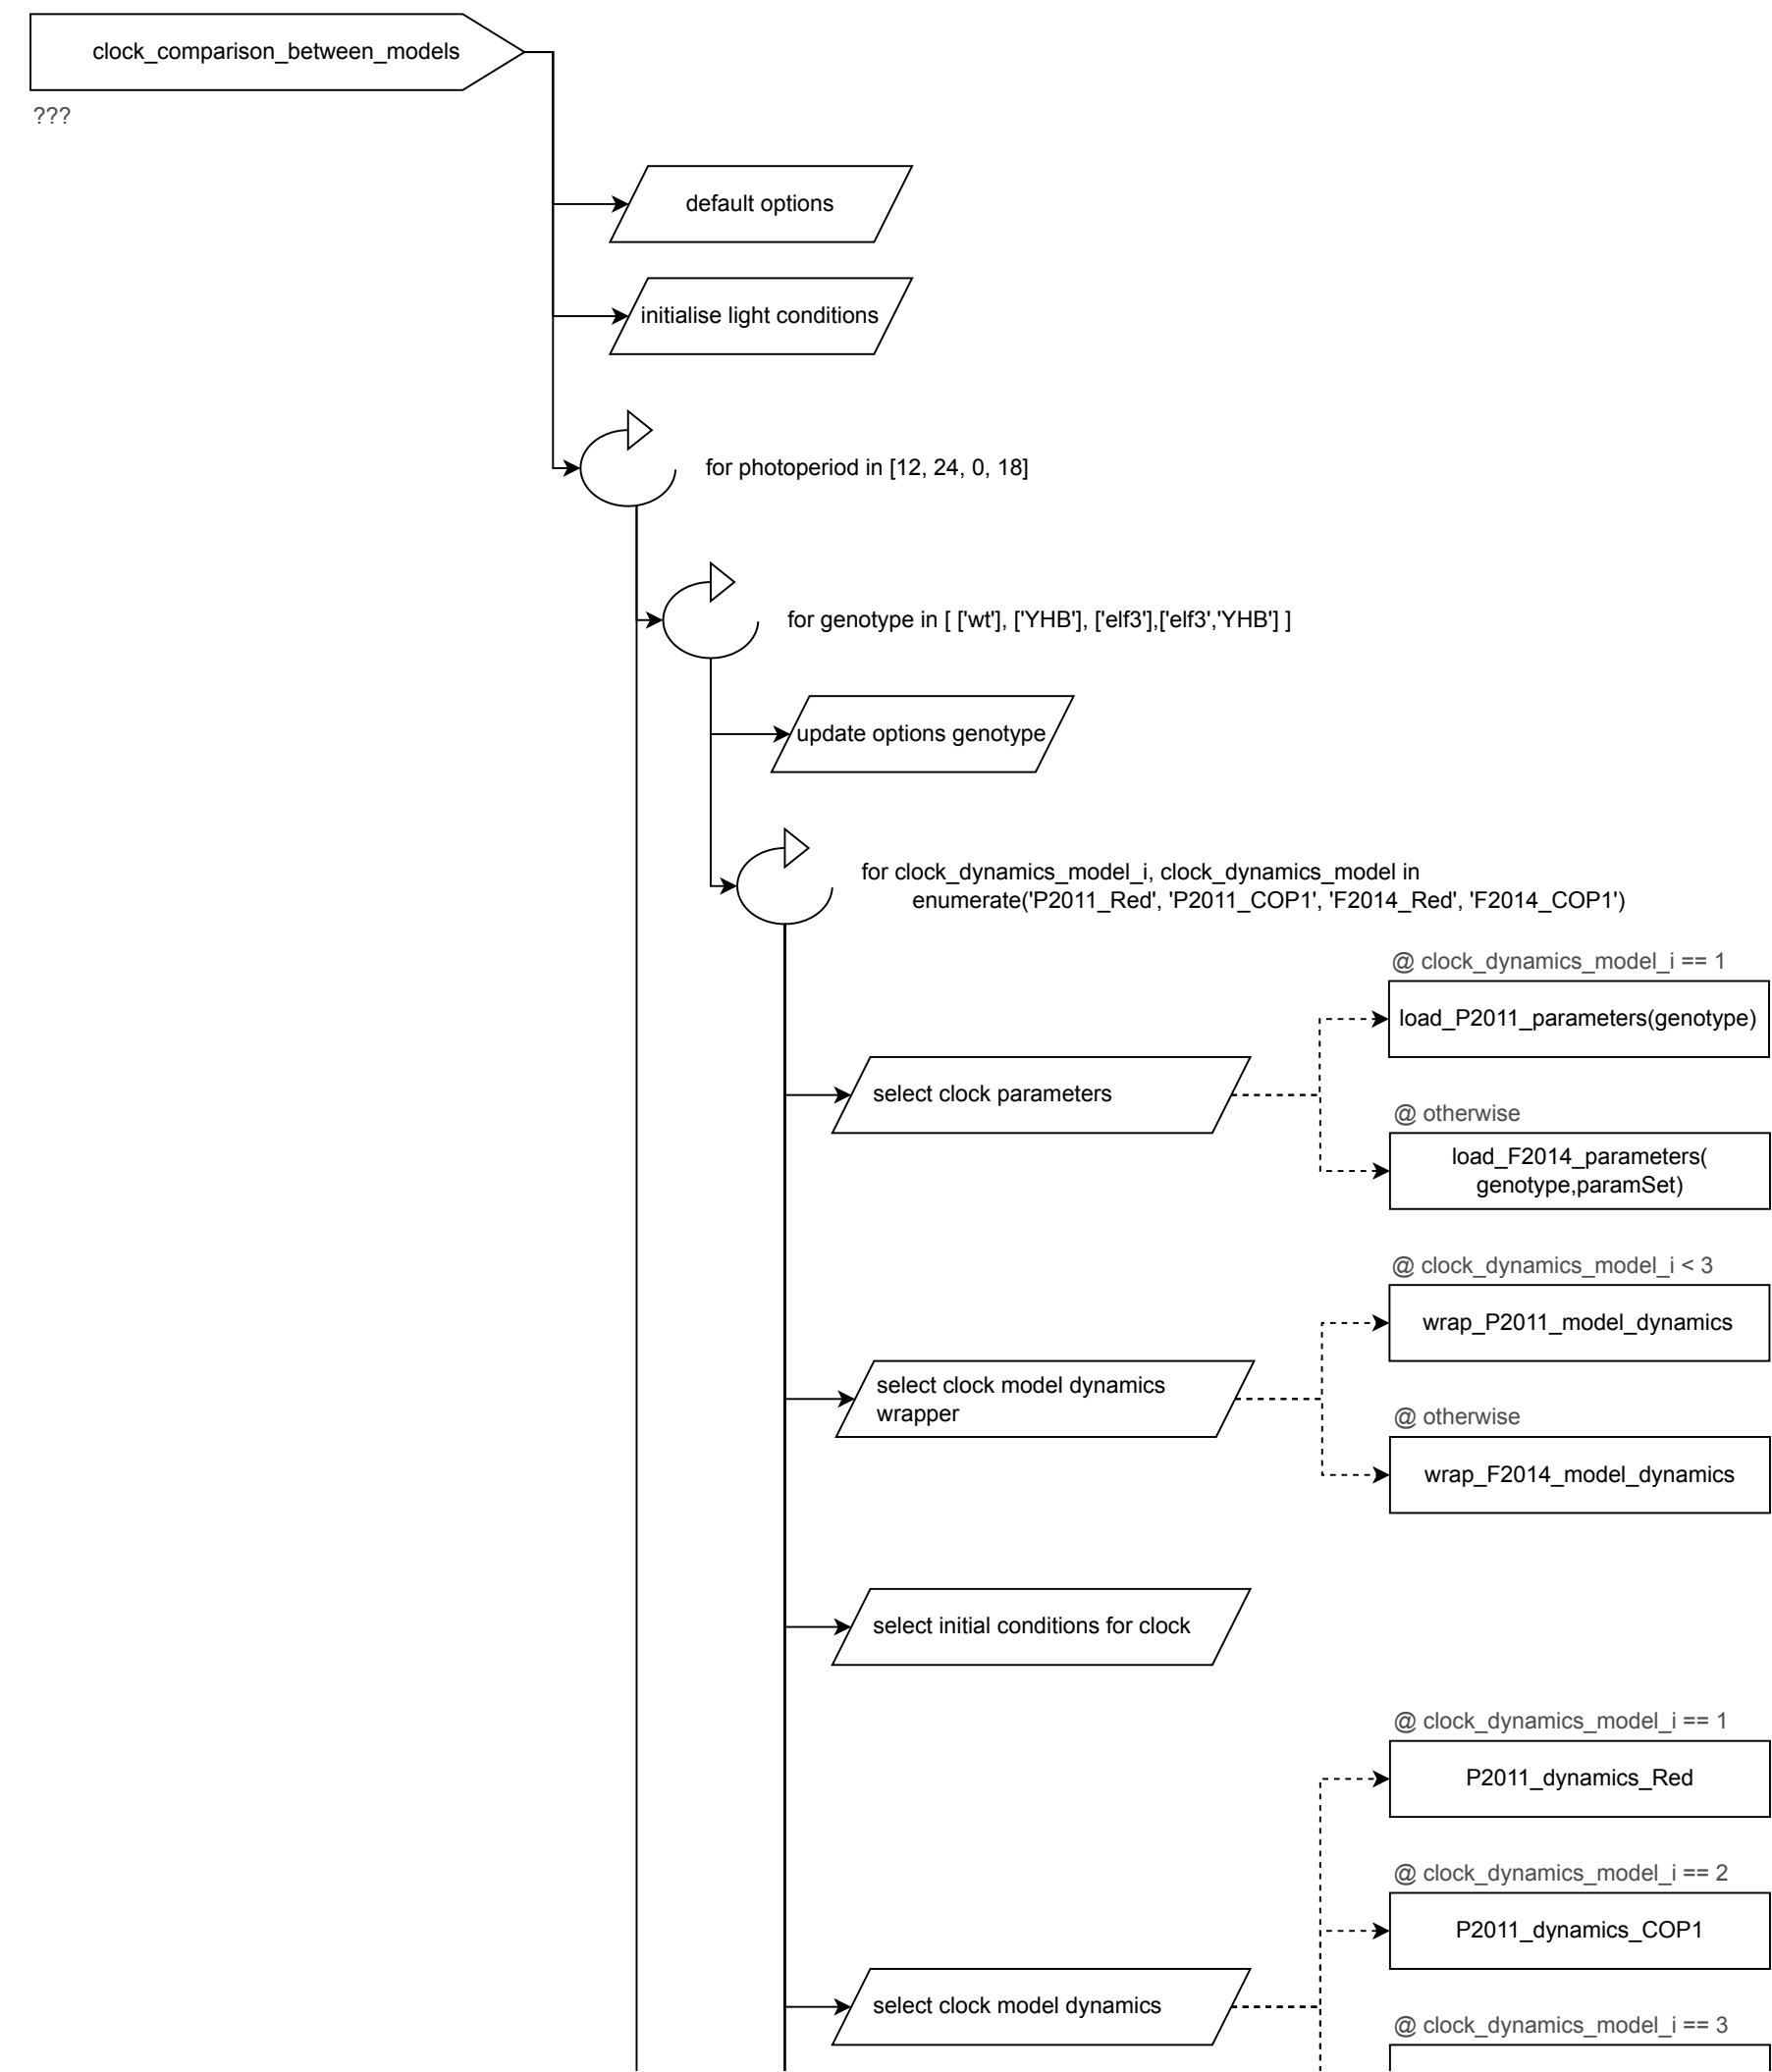 clock_comparison_between_models
???
default options
initialise light conditions
for photoperiod in [12, 24, 0, 18]
for genotype in [ ['wt'], ['YHB'], ['elf3'],['elf3','YHB'] ]
update options genotype
for clock_dynamics_model_i, clock_dynamics_model in
enumerate('P2011_Red', 'P2011_COP1', 'F2014_Red', 'F2014_COP1')
@ clock_dynamics_model_i == 1
load_P2011_parameters(genotype)
select clock parameters
@ otherwise
load_F2014_parameters(
genotype,paramSet)
@ clock_dynamics_model_i < 3
wrap_P2011_model_dynamics
select clock model dynamics
wrapper
@ otherwise
wrap_F2014_model_dynamics
select initial conditions for clock
@ clock_dynamics_model_i == 1
P2011_dynamics_Red
@ clock_dynamics_model_i == 2
P2011_dynamics_COP1
select clock model dynamics
@ clock_dynamics_model_i == 3